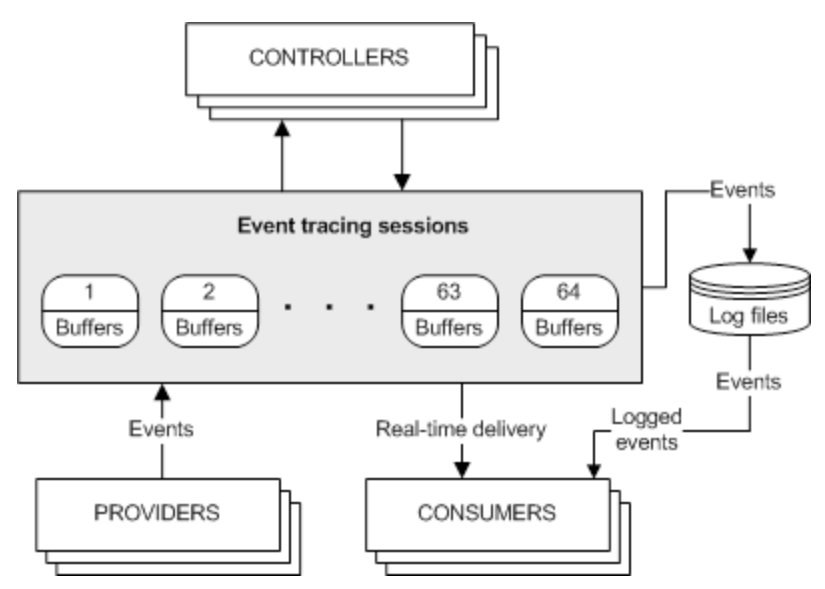 CONTROLLERS
Event tracing sessions
1
Buffers
2
Buffers
. . .
63
Buffers
64
Buffers
Events
Log files
Events
Events
Real-time delivery
Logged
events
PROVIDERS
CONSUMERS